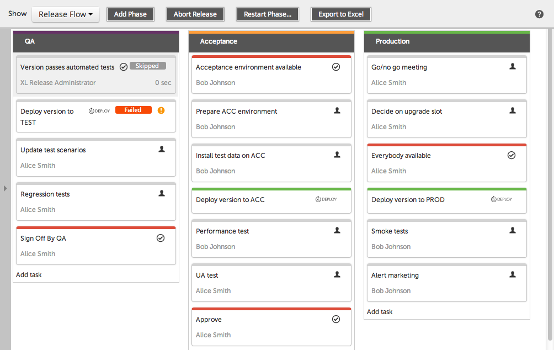 Show Release Flow Add Phase Abort Release Restart Phase... Export to Excel ?
QA
Version passes automated tests Skipped
XL Release Administrator 0 sec
Deploy version to TEST DEPLOY Failed !
Update test scenarios
Alice Smith
Regression tests
Alice Smith
Sign Off By QA
Alice Smith
Add task
Acceptance
Acceptance environment available
Bob Johnson
Prepare ACC environment
Bob Johnson
Install test data on ACC
Bob Johnson
Deploy version to ACC DEPLOY
Performance test
Bob Johnson
UA test
Alice Smith
Approve
Alice Smith
Production
Go/no go meeting
Alice Smith
Decide on upgrade slot
Alice Smith
Everybody available
Alice Smith
Deploy version to PROD DEPLOY
Smoke tests
Bob Johnson
Alert marketing
Bob Johnson
Add task